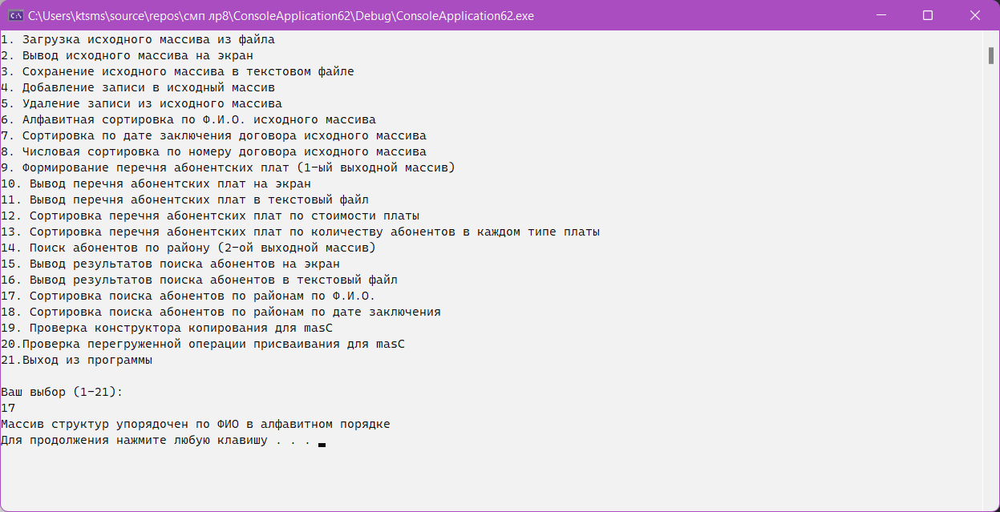 C:\Users\ktsms\source\repos\смп лр8\ConsoleApplication62\Debug\ConsoleApplication62.exe
1. Загрузка исходного массива из файла
2. Вывод исходного массива на экран
3. Сохранение исходного массива в текстовом файле
4. Добавление записи в исходный массив
5. Удаление записи из исходного массива
6. Алфавитная сортировка по Ф.И.О. исходного массива
7. Сортировка по дате заключения договора исходного массива
8. Числовая сортировка по номеру договора исходного массива
9. Формирование перечня абонентских плат (1-ый выходной массив)
10. Вывод перечня абонентских плат на экран
11. Вывод перечня абонентских плат в текстовый файл
12. Сортировка перечня абонентских плат по стоимости платы
13. Сортировка перечня абонентских плат по количеству абонентов в каждом типе платы
14. Поиск абонентов по району (2-ой выходной массив)
15. Вывод результатов поиска абонентов на экран
16. Вывод результатов поиска абонентов в текстовый файл
17. Сортировка поиска абонентов по районам по Ф.И.О.
18. Сортировка поиска абонентов по районам по дате заключения
19. Проверка конструктора копирования для masC
20.Проверка перегруженной операции присваивания для masC
21.Выход из программы
Ваш выбор (1-21):
17
Массив структур упорядочен по ФИО в алфавитном порядке
Для продолжения нажмите любую клавишу . . .